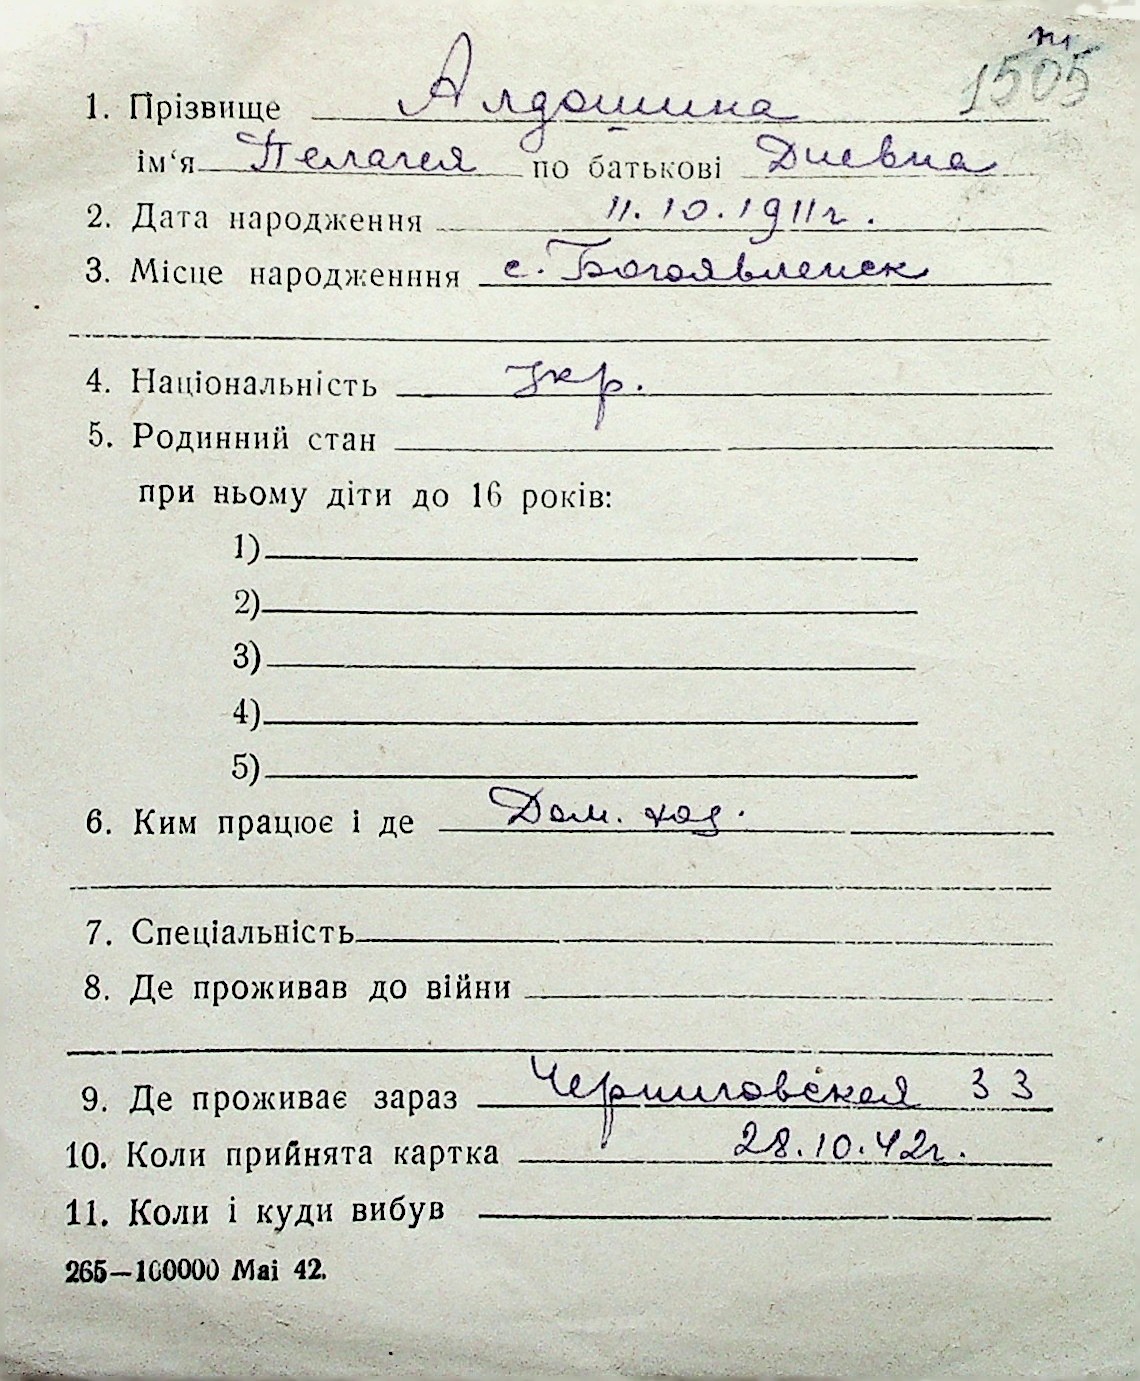 1505
1. Прізвище Алдошина
ім‘я Пелагея по батькові Дневна
2. Дата народження 11.10.1911г.
3. Місце народженння с. Богоявленск
4. Національність укр.
5. Родинний стан
при ньому діти до 16 років:
1)
2)
3)
4)
5)
6. Ким працює і де Дом. хоз.
7. Спеціальність
8. Де проживав до війни
9. Де проживає зараз Черниговская 33
10. Коли прийнята картка 28.10.42г.
11. Коли і куди вибув
265—100000 Mai 42.